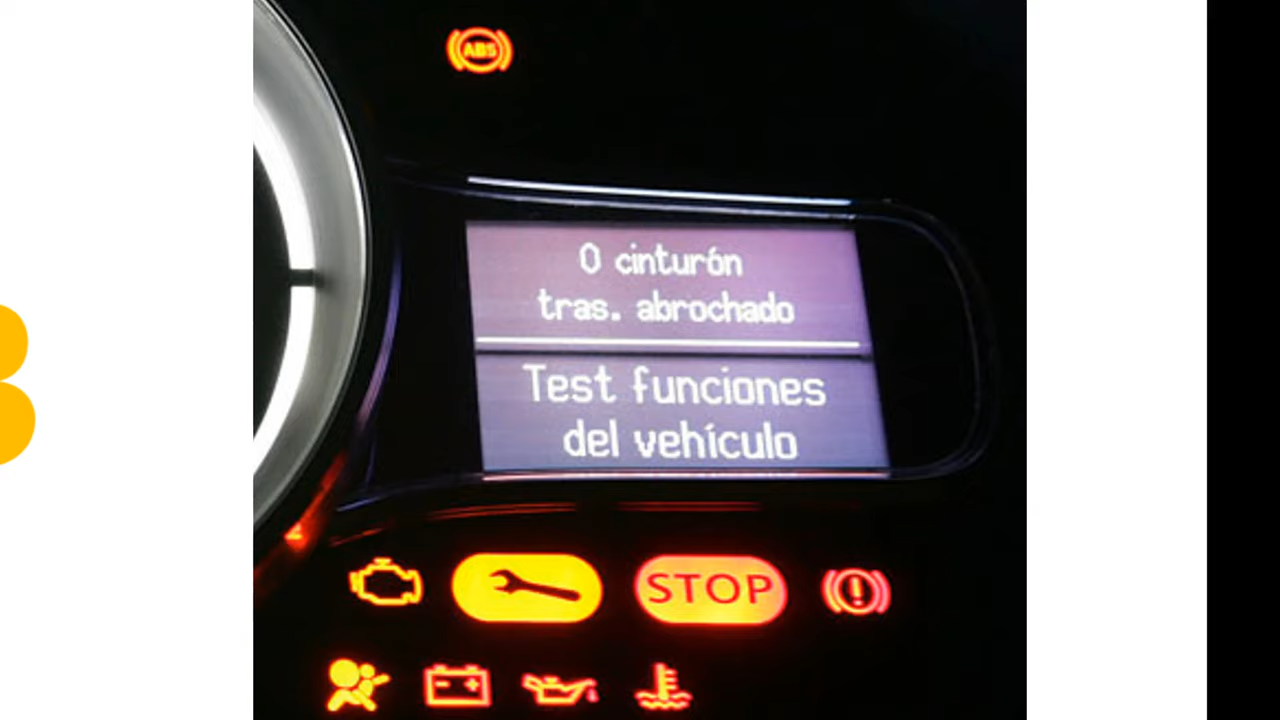 ABS
0 cinturón
tras. abrochado
Test funciones
del vehículo
STOP